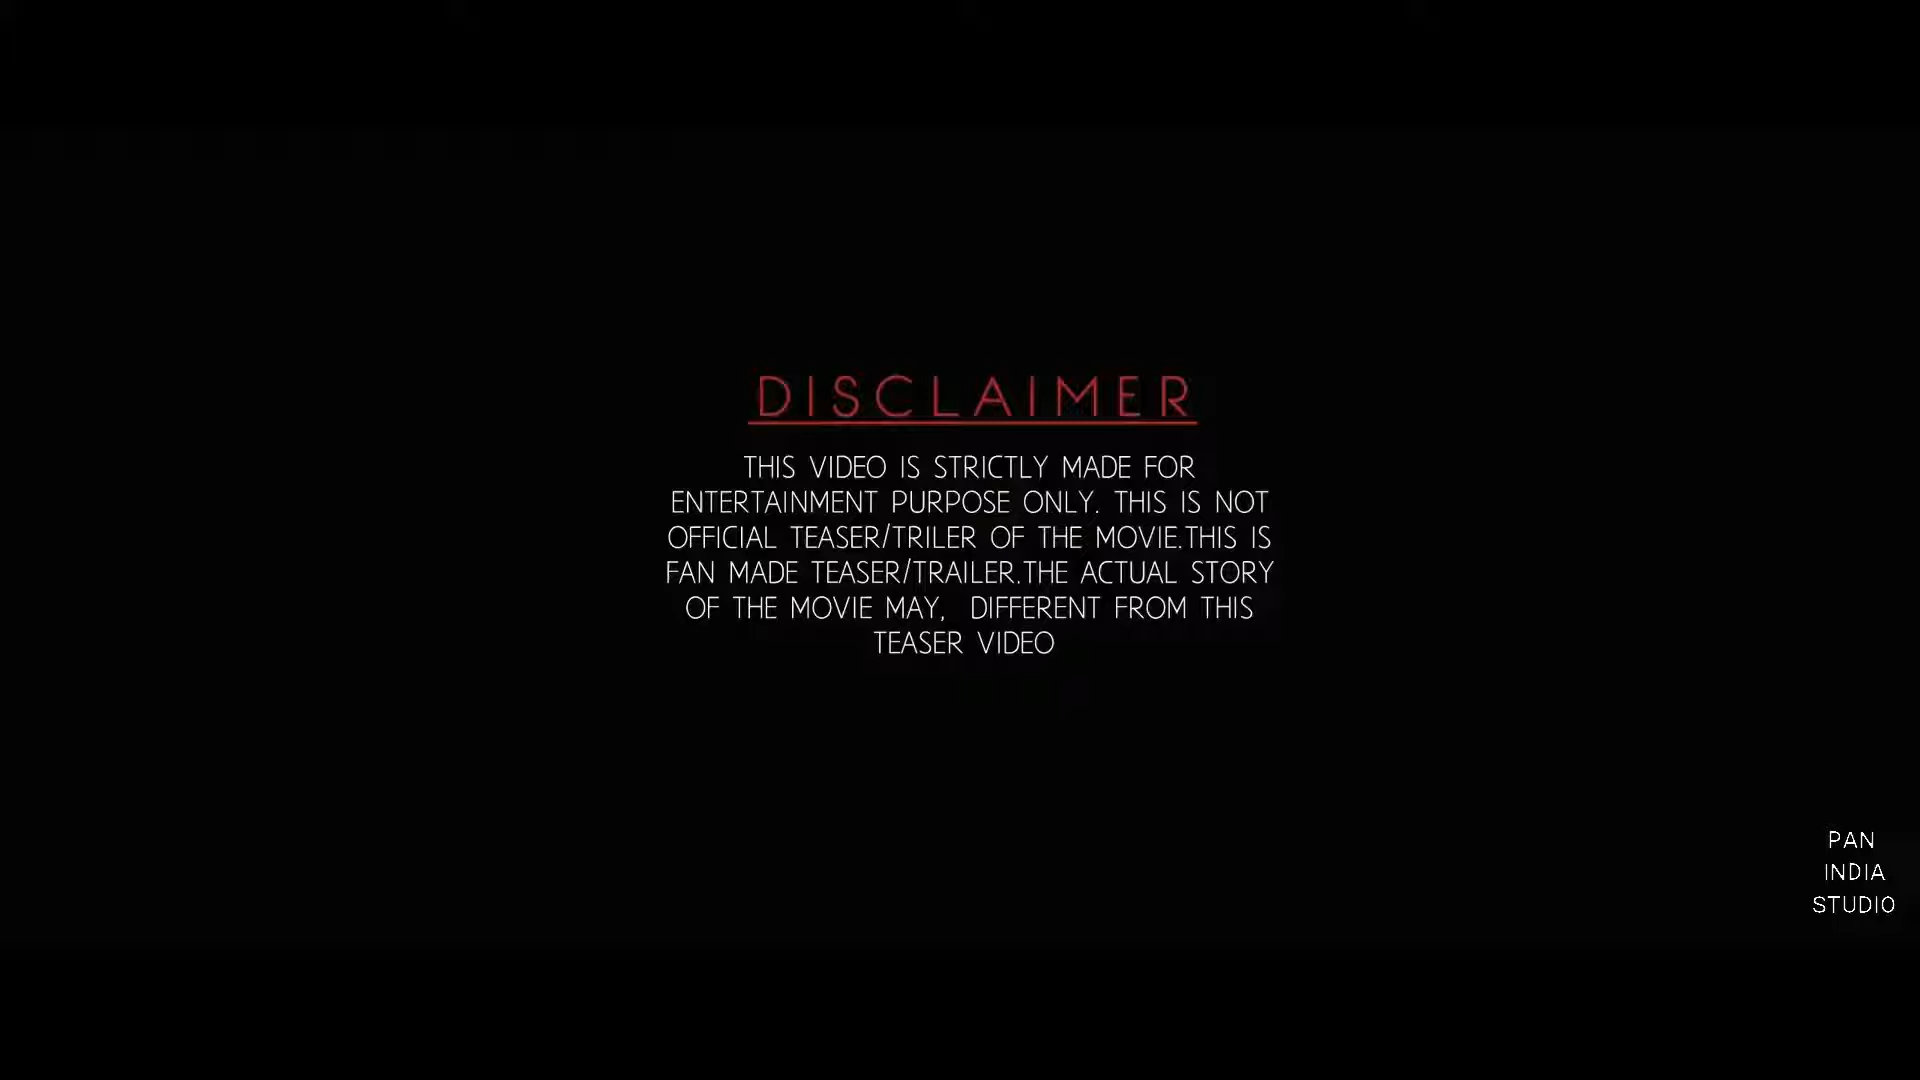 DISCLAIMER
THIS VIDEO IS STRICTLY MADE FOR
ENTERTAINMENT PURPOSE ONLY. THIS IS NOT
OFFICIAL TEASER/TRILER OF THE MOVIE.THIS IS
FAN MADE TEASER/TRAILER.THE ACTUAL STORY
OF THE MOVIE MAY,  DIFFERENT FROM THIS
TEASER VIDEO
PAN
INDIA
STUDIO